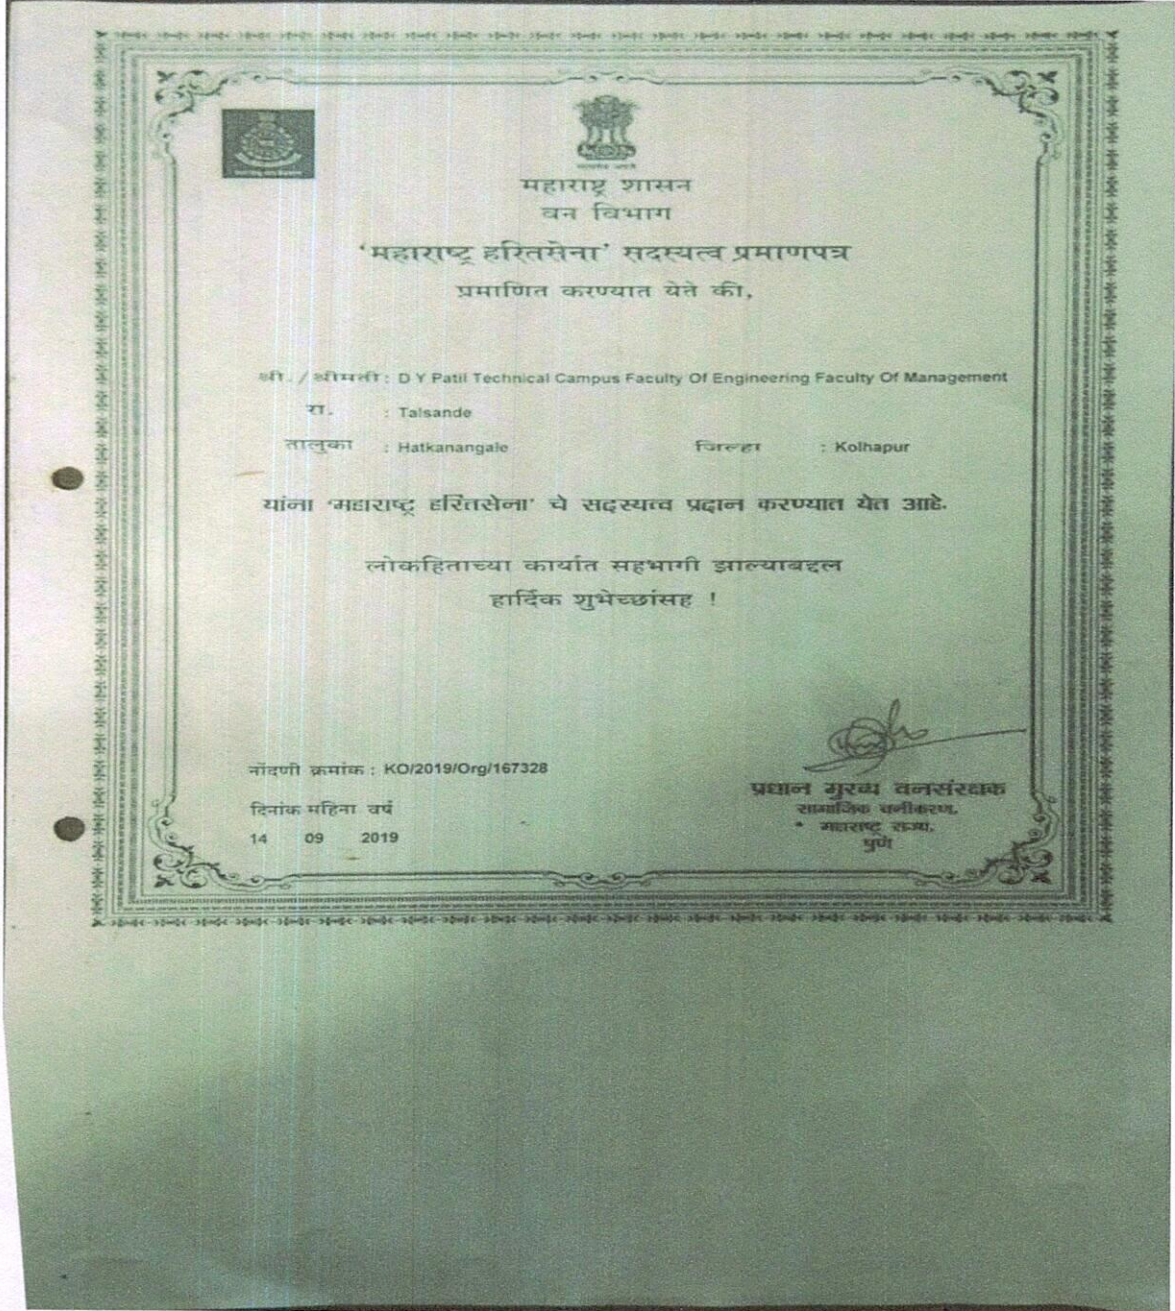 महाराष्ट्र शासन
वन विभाग
'महाराष्ट्र हरितसेना' सदस्यत्व प्रमाणपत्र
प्रमाणित करण्यात येते की,
श्री. / श्रीमती : D Y Patil Technical Campus Faculty Of Engineering Faculty Of Management
रा. : Talsande
तालुका : Hatkanangale जिल्हा : Kolhapur
यांना 'महाराष्ट्र हरितसेना' चे सदस्यत्व प्रदान करण्यात येत आहे.
लोकहिताच्या कार्यात सहभागी झाल्याबद्दल
हार्दिक शुभेच्छांसह !
नोंदणी क्रमांक : KO/2019/Org/167328
दिनांक महिना वर्ष
14 09 2019
प्रधान मुख्य वनसंरक्षक
सामाजिक वनीकरण,
महाराष्ट्र राज्य,
पुणे